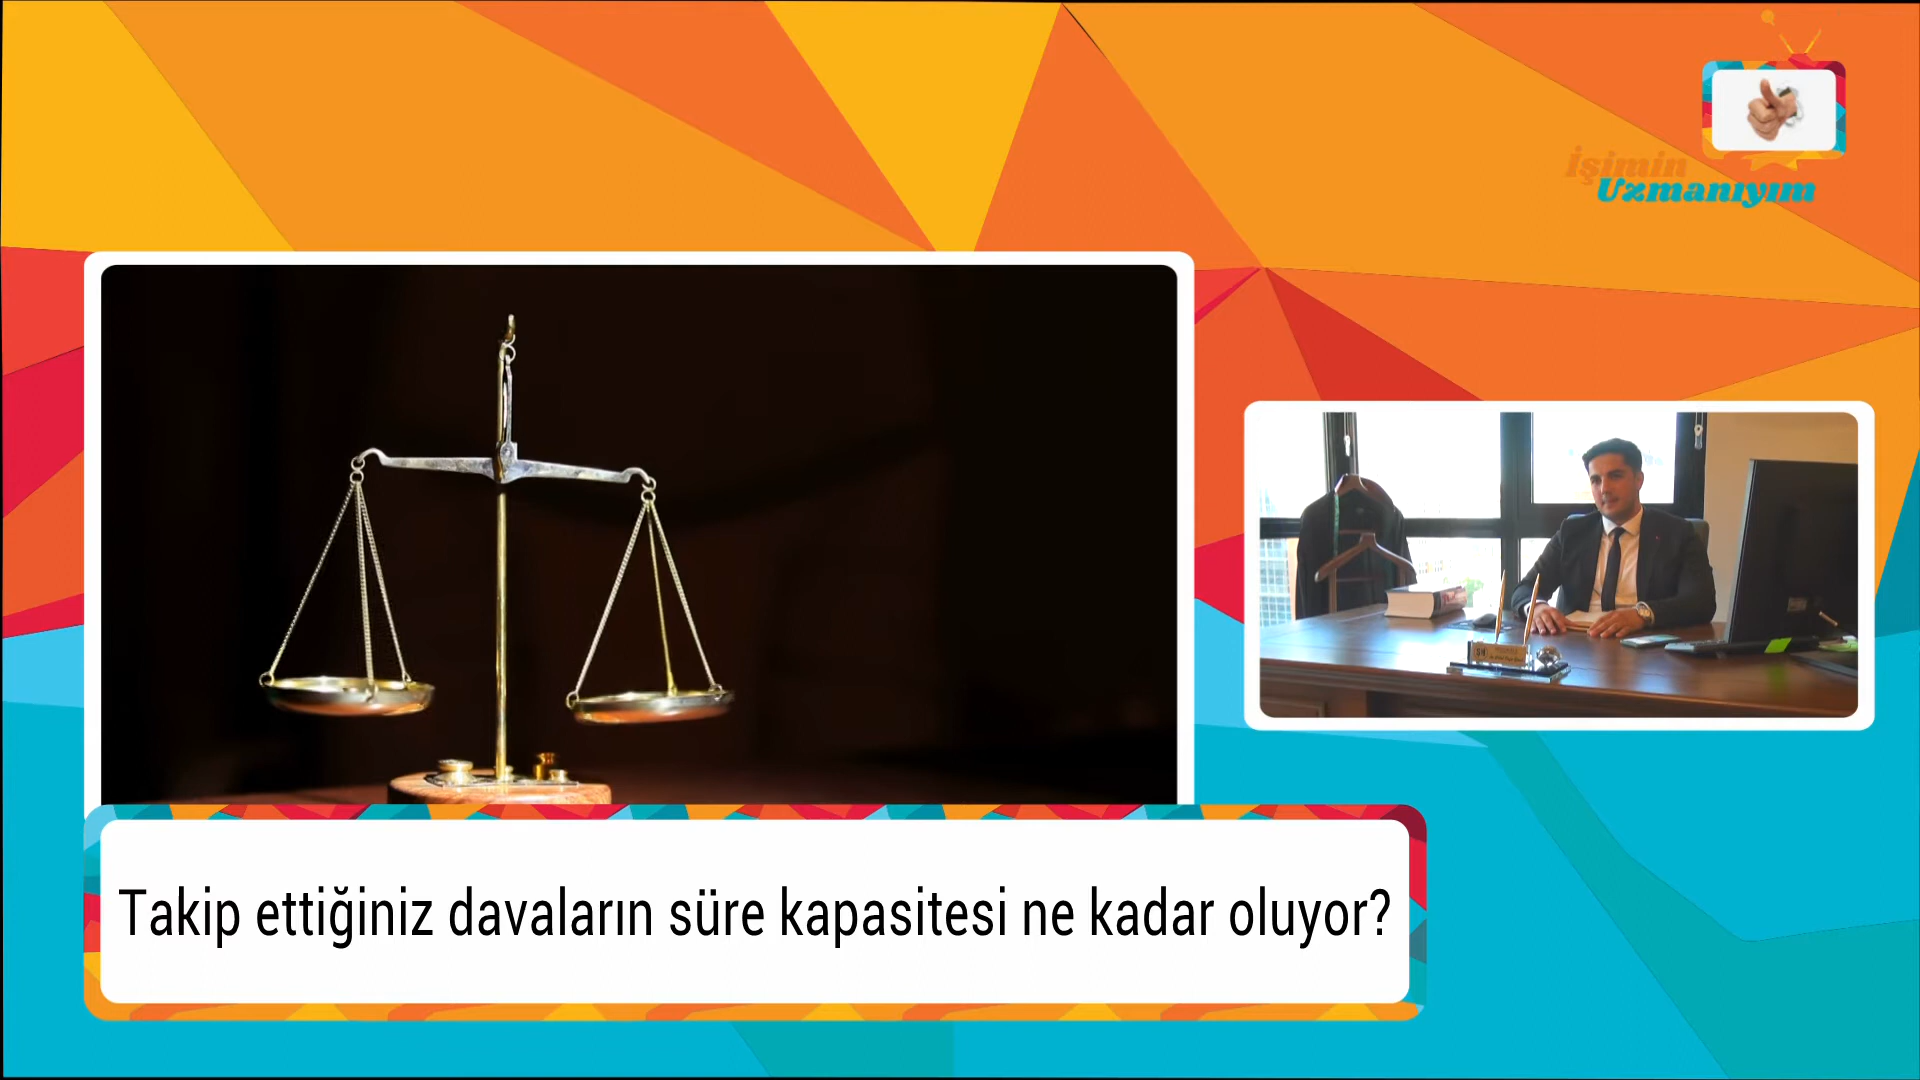 İşimin
Uzmanıyım
Takip ettiğiniz davaların süre kapasitesi ne kadar oluyor?